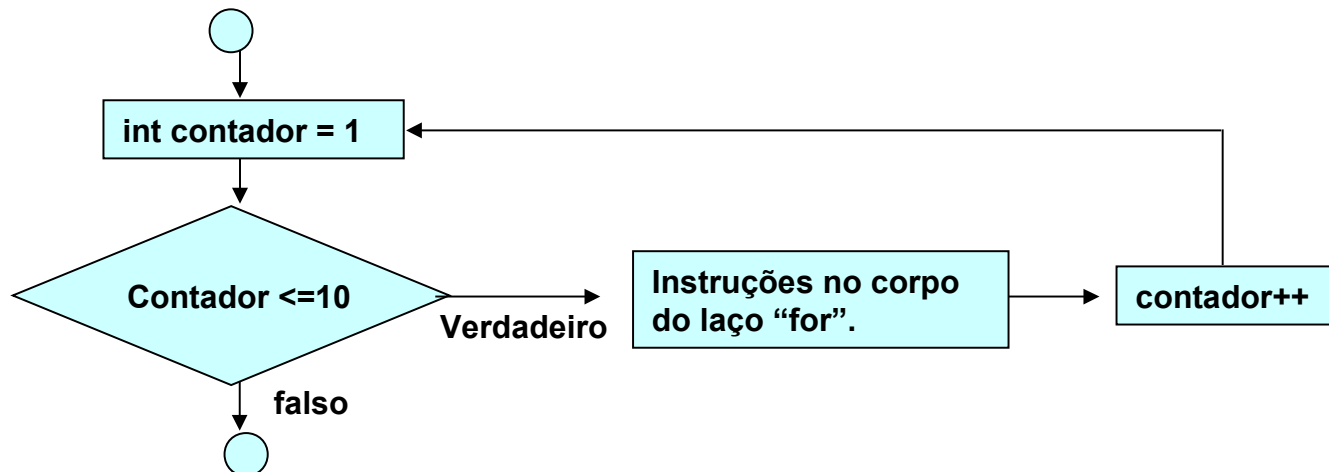 int contador = 1
Contador <=10
Verdadeiro
Instruções no corpo
do laço “for”.
contador++
falso